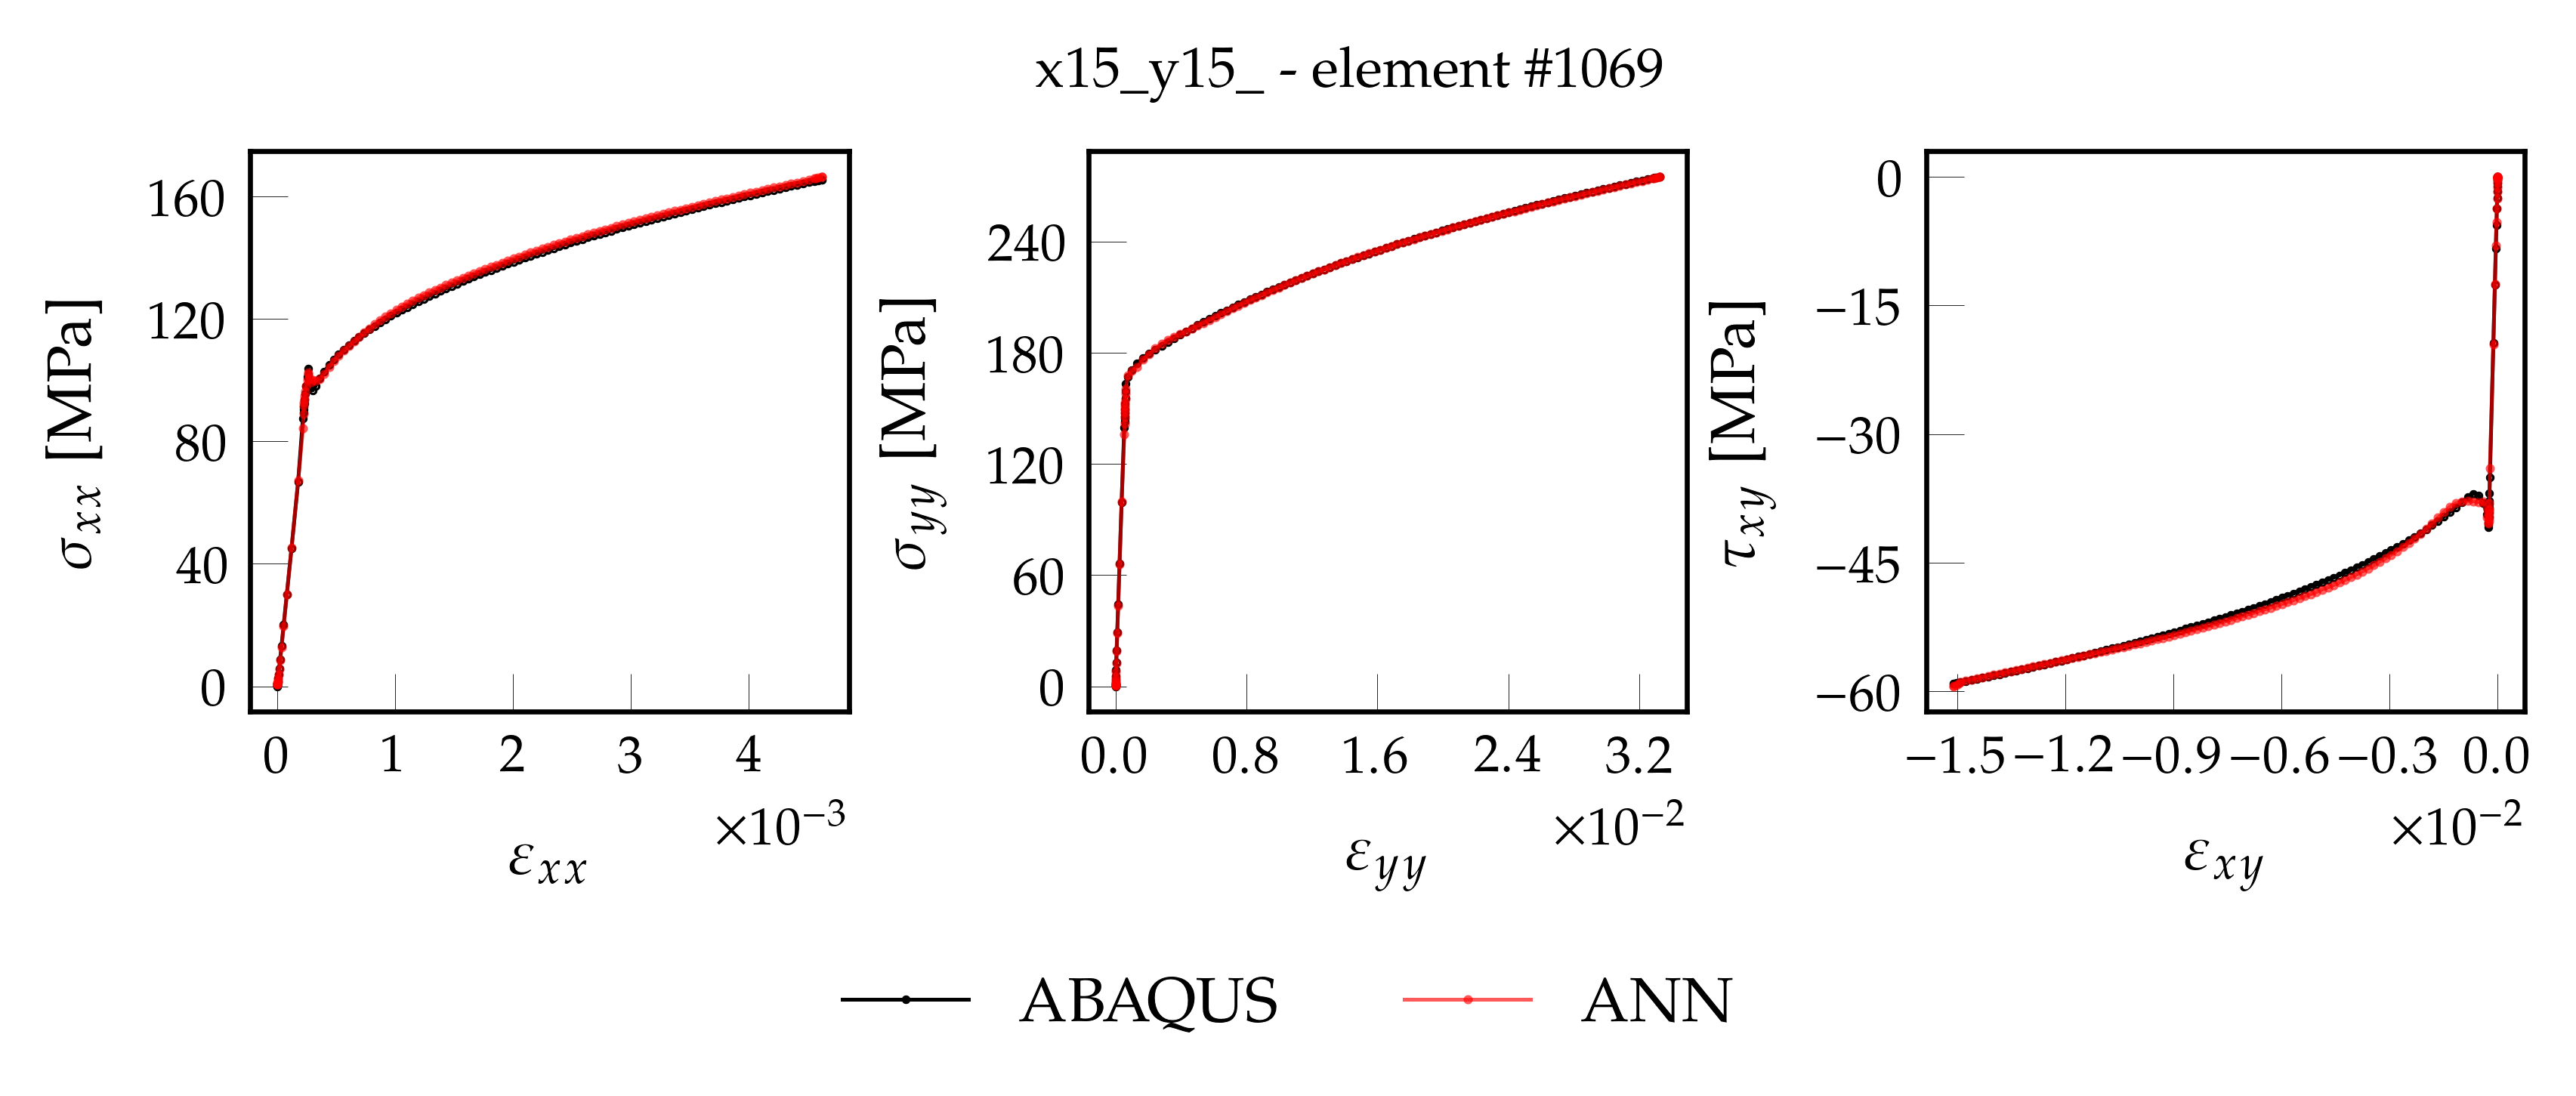 x15_y15_ - element #1069
σxx [MPa]
160
120
80
40
0
0 1 2 3 4
×10⁻³
εxx
σyy [MPa]
240
180
120
60
0
0.0 0.8 1.6 2.4 3.2
×10⁻²
εyy
τxy [MPa]
0
−15
−30
−45
−60
−1.5 −1.2 −0.9 −0.6 −0.3 0.0
×10⁻²
εxy
ABAQUS ANN